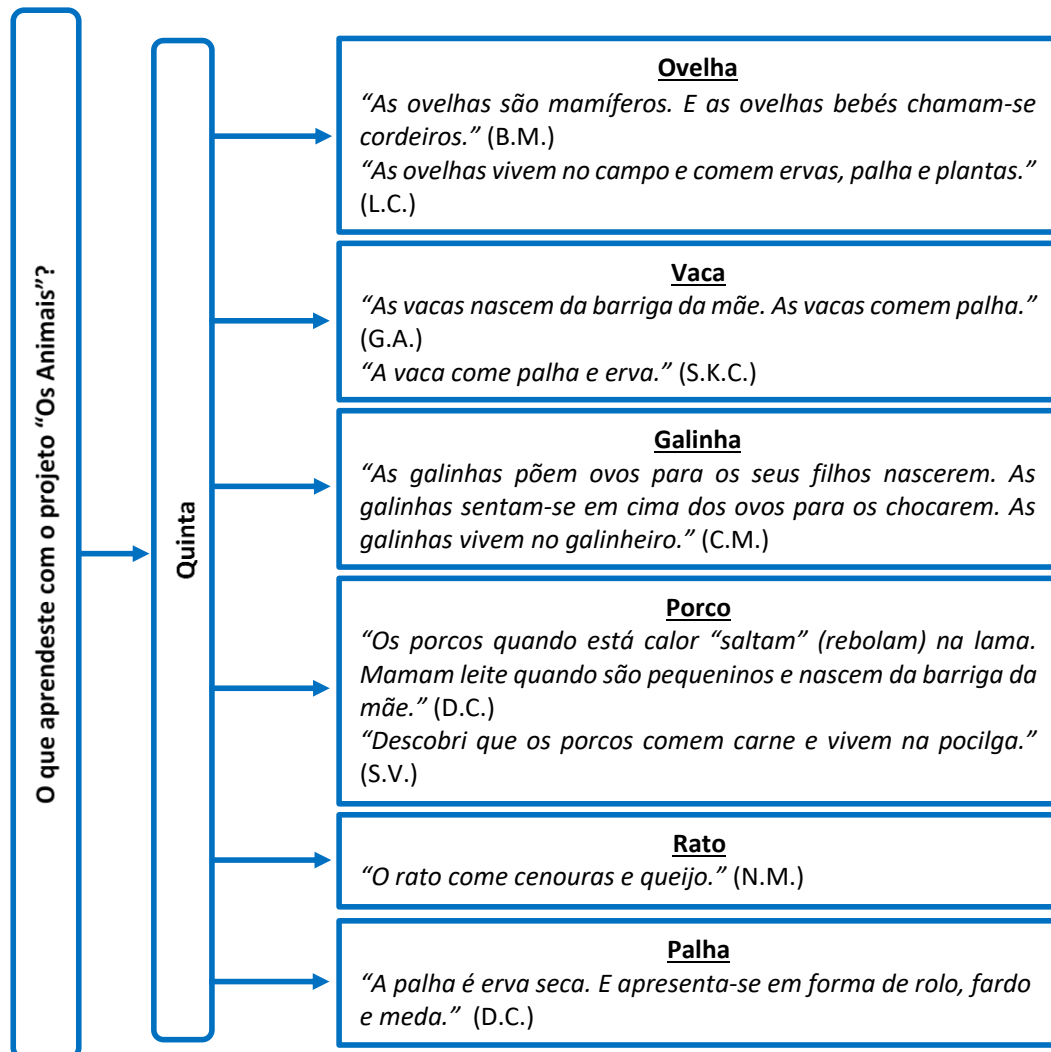 O que aprendeste com o projeto “Os Animais”?
Quinta
Ovelha
“As ovelhas são mamíferos. E as ovelhas bebés chamam-se
cordeiros.” (B.M.)
“As ovelhas vivem no campo e comem ervas, palha e plantas.”
(L.C.)
Vaca
“As vacas nascem da barriga da mãe. As vacas comem palha.”
(G.A.)
“A vaca come palha e erva.” (S.K.C.)
Galinha
“As galinhas põem ovos para os seus filhos nascerem. As
galinhas sentam-se em cima dos ovos para os chocarem. As
galinhas vivem no galinheiro.” (C.M.)
Porco
“Os porcos quando está calor “saltam” (rebolam) na lama.
Mamam leite quando são pequeninos e nascem da barriga da
mãe.” (D.C.)
“Descobri que os porcos comem carne e vivem na pocilga.”
(S.V.)
Rato
“O rato come cenouras e queijo.” (N.M.)
Palha
“A palha é erva seca. E apresenta-se em forma de rolo, fardo
e meda.” (D.C.)